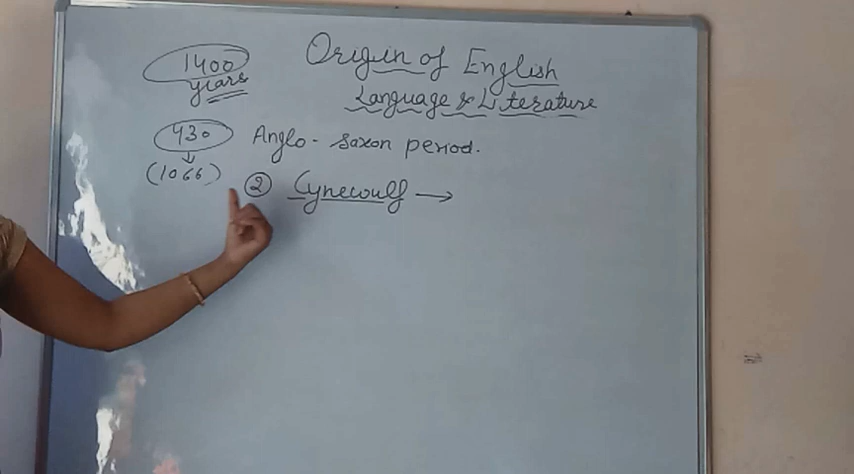 1400
years
Origin of English
Language & Literature
430
Anglo-Saxon period.
(1066)
② Cynewulf →